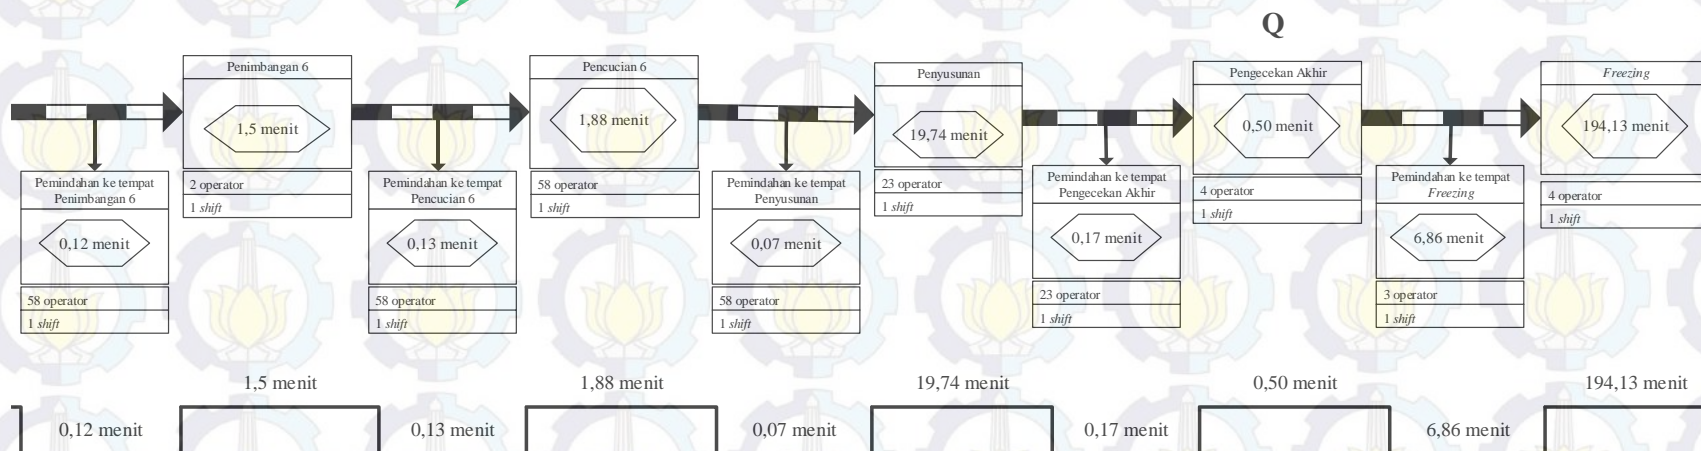 Q
Penimbangan 6
1,5 menit
2 operator
1 shift
Pencucian 6
1,88 menit
58 operator
1 shift
Penyusunan
19,74 menit
23 operator
1 shift
Pengecekan Akhir
0,50 menit
4 operator
1 shift
Freezing
194,13 menit
4 operator
1 shift
Pemindahan ke tempat
Penimbangan 6
0,12 menit
58 operator
1 shift
Pemindahan ke tempat
Pencucian 6
0,13 menit
58 operator
1 shift
Pemindahan ke tempat
Penyusunan
0,07 menit
58 operator
1 shift
Pemindahan ke tempat
Pengecekan Akhir
0,17 menit
23 operator
1 shift
Pemindahan ke tempat
Freezing
6,86 menit
3 operator
1 shift
1,5 menit
1,88 menit
19,74 menit
0,50 menit
194,13 menit
0,12 menit
0,13 menit
0,07 menit
0,17 menit
6,86 menit